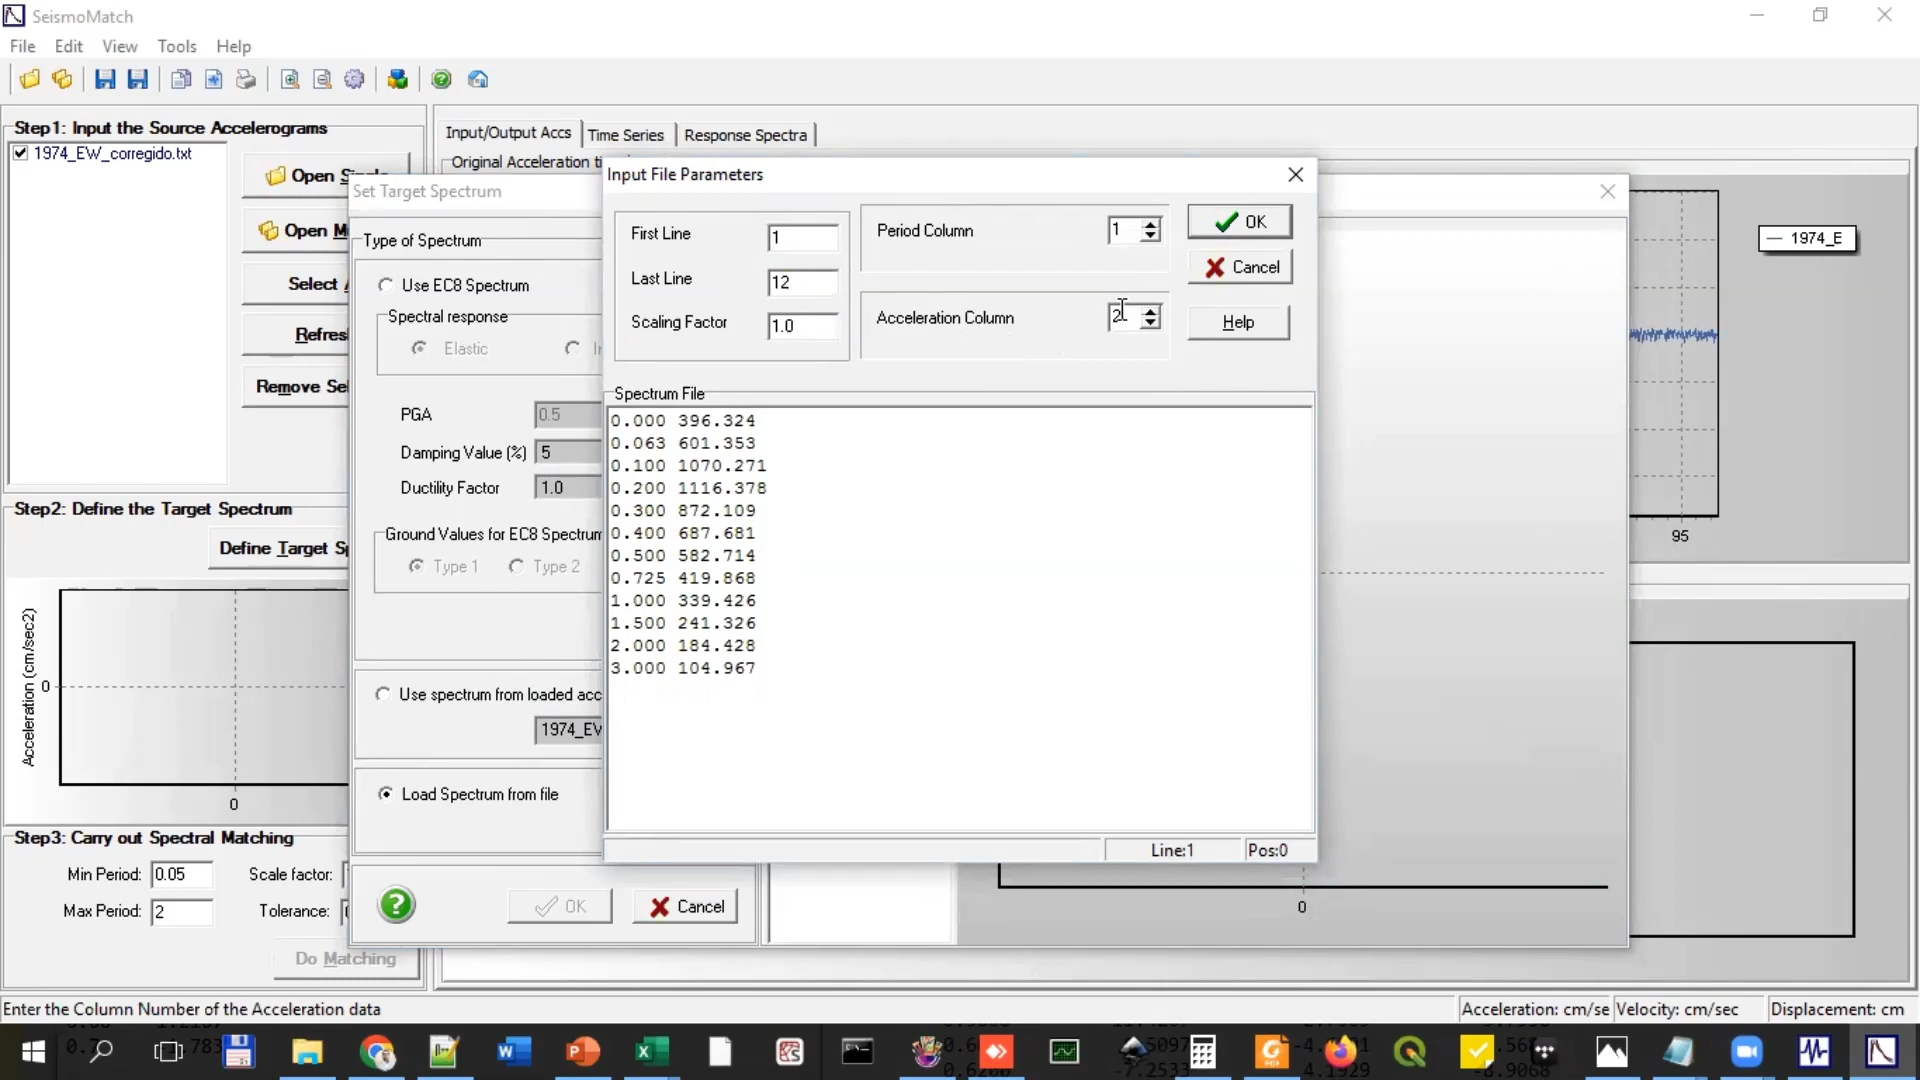 SeismoMatch
File Edit View Tools Help
Step1: Input the Source Accelerograms
1974_EW_corregido.txt
Open
Open
Select
Refres
Remove Se
Input/Output Accs Time Series Response Spectra
Original Acceleration
1974_E
95
Step2: Define the Target Spectrum
Define Target S
Acceleration (cm/sec2)
0
0
Step3: Carry out Spectral Matching
Min Period: 0.05 Scale factor:
Max Period: 2 Tolerance:
Do Matching
Set Target Spectrum
Type of Spectrum
Use EC8 Spectrum
Spectral response
Elastic
PGA 0.5
Damping Value (%) 5
Ductility Factor 1.0
Ground Values for EC8 Spectrum
Type 1 Type 2
Use spectrum from loaded acc
1974_EW
Load Spectrum from file
OK Cancel
0
Input File Parameters
First Line 1
Last Line 12
Scaling Factor 1.0
Period Column 1
Acceleration Column 2
OK
Cancel
Help
Spectrum File
0.000 396.324
0.063 601.353
0.100 1070.271
0.200 1116.378
0.300 872.109
0.400 687.681
0.500 582.714
0.725 419.868
1.000 339.426
1.500 241.326
2.000 184.428
3.000 104.967
Line:1 Pos:0
Enter the Column Number of the Acceleration data
Acceleration: cm/se Velocity: cm/sec Displacement: cm